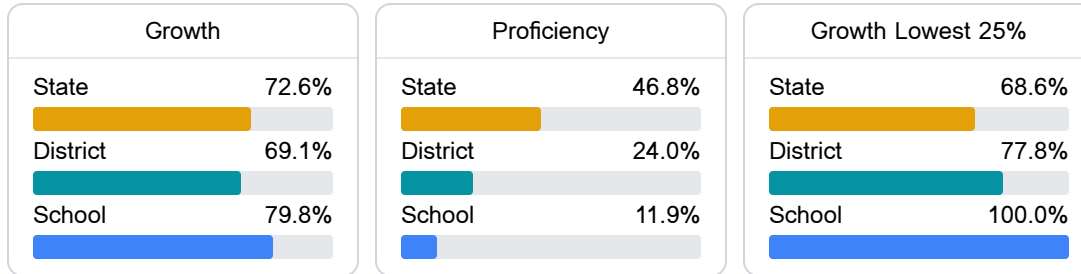 Growth
State 72.6%
District 69.1%
School 79.8%
Proficiency
State 46.8%
District 24.0%
School 11.9%
Growth Lowest 25%
State 68.6%
District 77.8%
School 100.0%